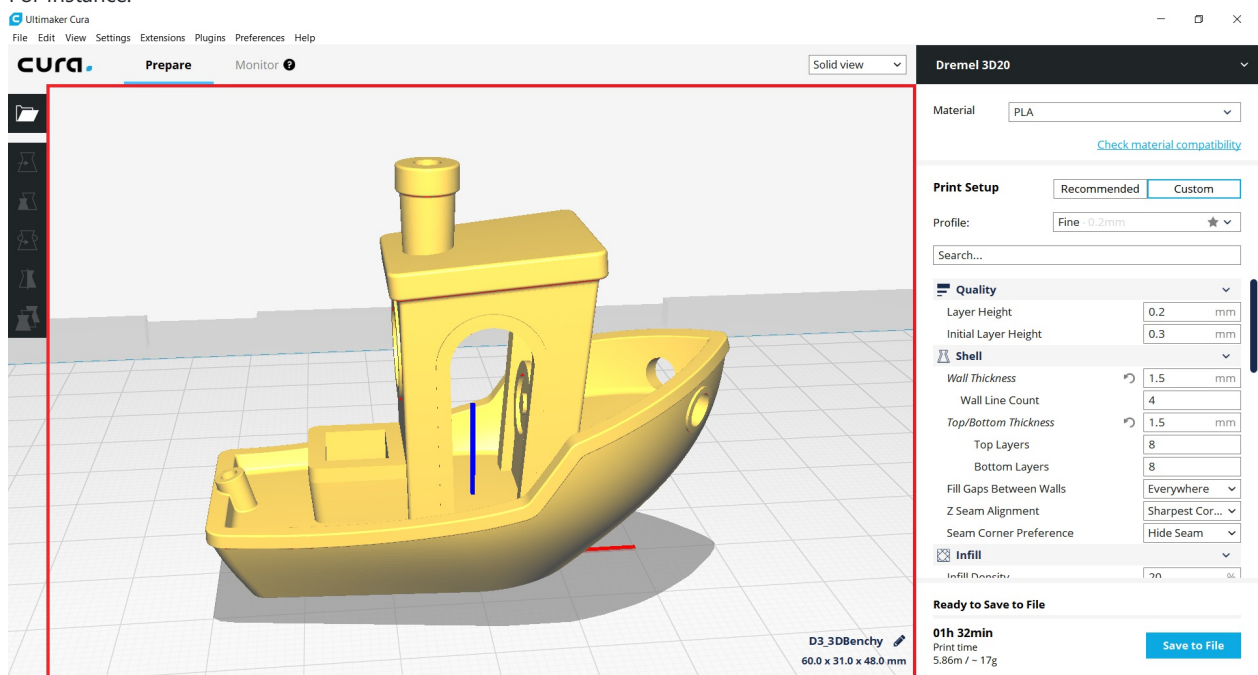 Ultimaker Cura
File Edit View Settings Extensions Plugins Preferences Help
cura. Prepare Monitor ? Solid view Dremel 3D20
Material PLA
Check material compatibility
Print Setup Recommended Custom
Profile: Fine - 0.2mm
Search...
Quality
Layer Height 0.2 mm
Initial Layer Height 0.3 mm
Shell
Wall Thickness 1.5 mm
Wall Line Count 4
Top/Bottom Thickness 1.5 mm
Top Layers 8
Bottom Layers 8
Fill Gaps Between Walls Everywhere
Z Seam Alignment Sharpest Cor...
Seam Corner Preference Hide Seam
Infill
Infill Density 20 %
D3_3DBenchy
60.0 x 31.0 x 48.0 mm
Ready to Save to File
01h 32min
Print time
5.86m / ~ 17g
Save to File